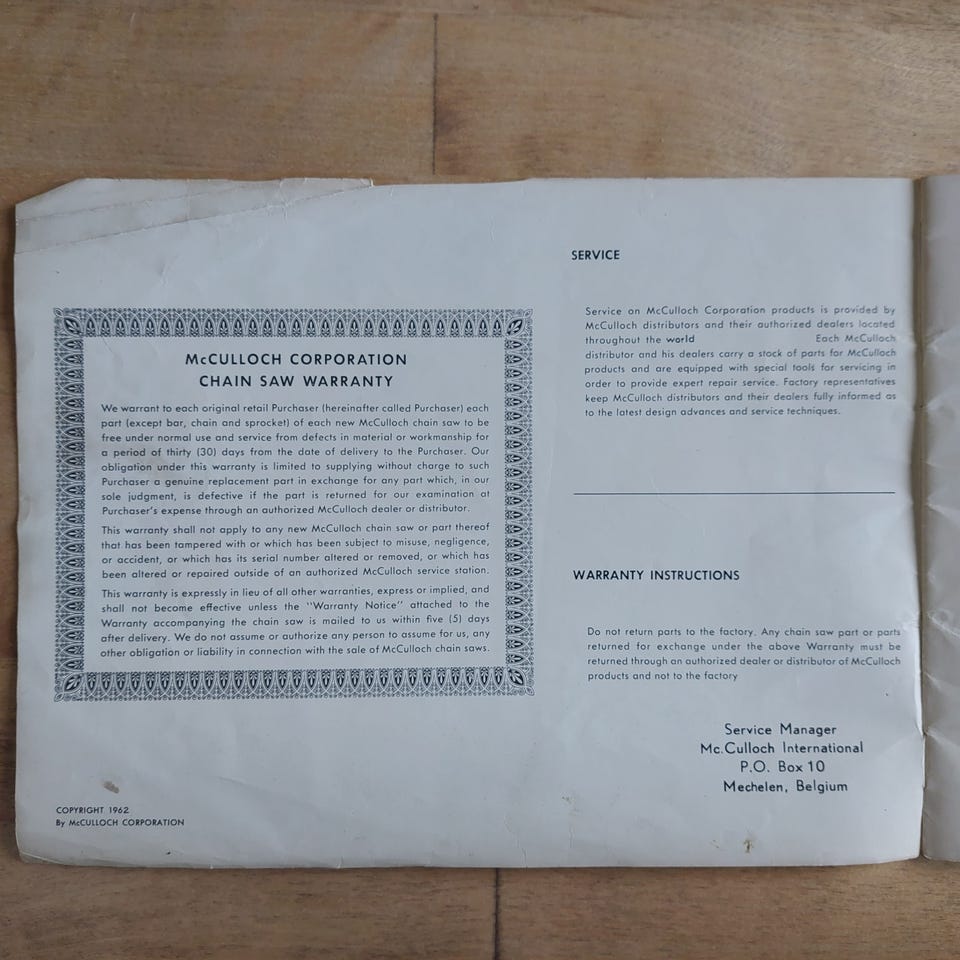 McCULLOCH CORPORATION
CHAIN SAW WARRANTY
We warrant to each original retail Purchaser (hereinafter called Purchaser) each
part (except bar, chain and sprocket) of each new McCulloch chain saw to be
free under normal use and service from defects in material or workmanship for
a period of thirty (30) days from the date of delivery to the Purchaser. Our
obligation under this warranty is limited to supplying without charge to such
Purchaser a genuine replacement part in exchange for any part which, in our
sole judgment, is defective if the part is returned for our examination at
Purchaser's expense through an authorized McCulloch dealer or distributor.
This warranty shall not apply to any new McCulloch chain saw or part thereof
that has been tampered with or which has been subject to misuse, negligence,
or accident, or which has its serial number altered or removed, or which has
been altered or repaired outside of an authorized McCulloch service station.
This warranty is expressly in lieu of all other warranties, express or implied, and
shall not become effective unless the "Warranty Notice" attached to the
Warranty accompanying the chain saw is mailed to us within five (5) days
after delivery. We do not assume or authorize any person to assume for us, any
other obligation or liability in connection with the sale of McCulloch chain saws.
COPYRIGHT 1962
By McCULLOCH CORPORATION
SERVICE
Service on McCulloch Corporation products is provided by
McCulloch distributors and their authorized dealers located
throughout the world Each McCulloch
distributor and his dealers carry a stock of parts for McCulloch
products and are equipped with special tools for servicing in
order to provide expert repair service. Factory representatives
keep McCulloch distributors and their dealers fully informed as
to the latest design advances and service techniques.
WARRANTY INSTRUCTIONS
Do not return parts to the factory. Any chain saw part or parts
returned for exchange under the above Warranty must be
returned through an authorized dealer or distributor of McCulloch
products and not to the factory
Service Manager
Mc.Culloch International
P.O. Box 10
Mechelen, Belgium